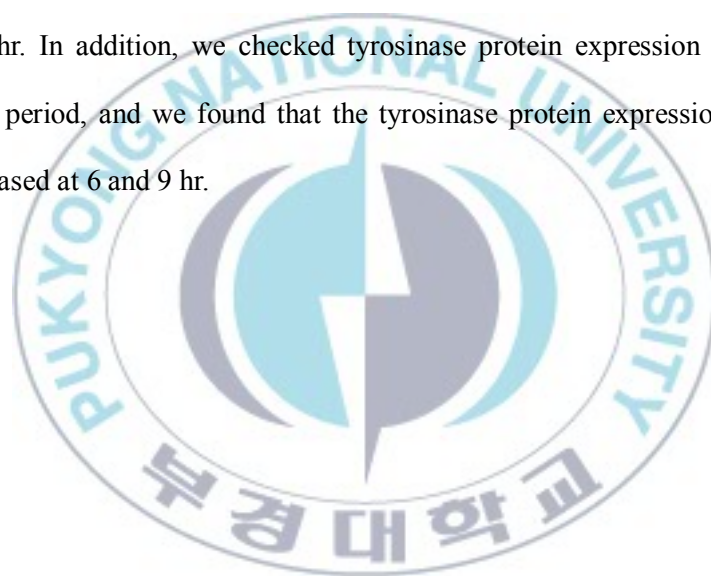 hr. In addition, we checked tyrosinase protein expression
period, and we found that the tyrosinase protein expressio
ased at 6 and 9 hr.
PUKYONG NATIONAL UNIVERSITY
부경대학교